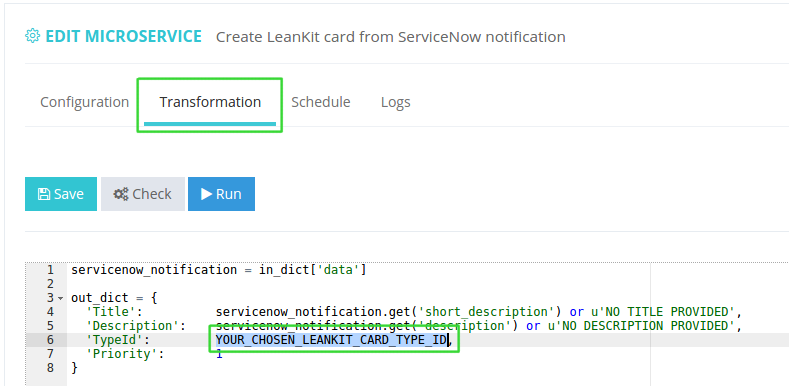 EDIT MICROSERVICE Create LeanKit card from ServiceNow notification
Configuration Transformation Schedule Logs
Save Check Run
1 servicenow_notification = in_dict['data']
2
3 out_dict = {
4 'Title': servicenow_notification.get('short_description') or u'NO TITLE PROVIDED',
5 'Description': servicenow_notification.get('description') or u'NO DESCRIPTION PROVIDED',
6 'TypeId': YOUR_CHOSEN_LEANKIT_CARD_TYPE_ID,
7 'Priority': 1
8 }